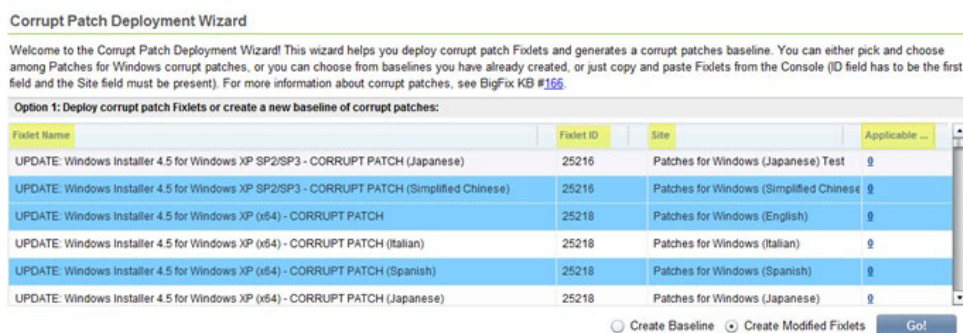 Corrupt Patch Deployment Wizard
Welcome to the Corrupt Patch Deployment Wizard! This wizard helps you deploy corrupt patch Fixlets and generates a corrupt patches baseline. You can either pick and choose
among Patches for Windows corrupt patches, or you can choose from baselines you have already created, or just copy and paste Fixlets from the Console (ID field has to be the first
field and the Site field must be present). For more information about corrupt patches, see BigFix KB #166.
Option 1: Deploy corrupt patch Fixlets or create a new baseline of corrupt patches:
Fixlet Name Fixlet ID Site Applicable ...
UPDATE: Windows Installer 4.5 for Windows XP SP2/SP3 - CORRUPT PATCH (Japanese) 25216 Patches for Windows (Japanese) Test 0
UPDATE: Windows Installer 4.5 for Windows XP SP2/SP3 - CORRUPT PATCH (Simplified Chinese) 25216 Patches for Windows (Simplified Chinese 0
UPDATE: Windows Installer 4.5 for Windows XP (x64) - CORRUPT PATCH 25218 Patches for Windows (English) 0
UPDATE: Windows Installer 4.5 for Windows XP (x64) - CORRUPT PATCH (Italian) 25218 Patches for Windows (Italian) 0
UPDATE: Windows Installer 4.5 for Windows XP (x64) - CORRUPT PATCH (Spanish) 25218 Patches for Windows (Spanish) 0
UPDATE: Windows Installer 4.5 for Windows XP (x64) - CORRUPT PATCH (Japanese) 25218 Patches for Windows (Japanese) 0
Create Baseline Create Modified Fixlets Go!